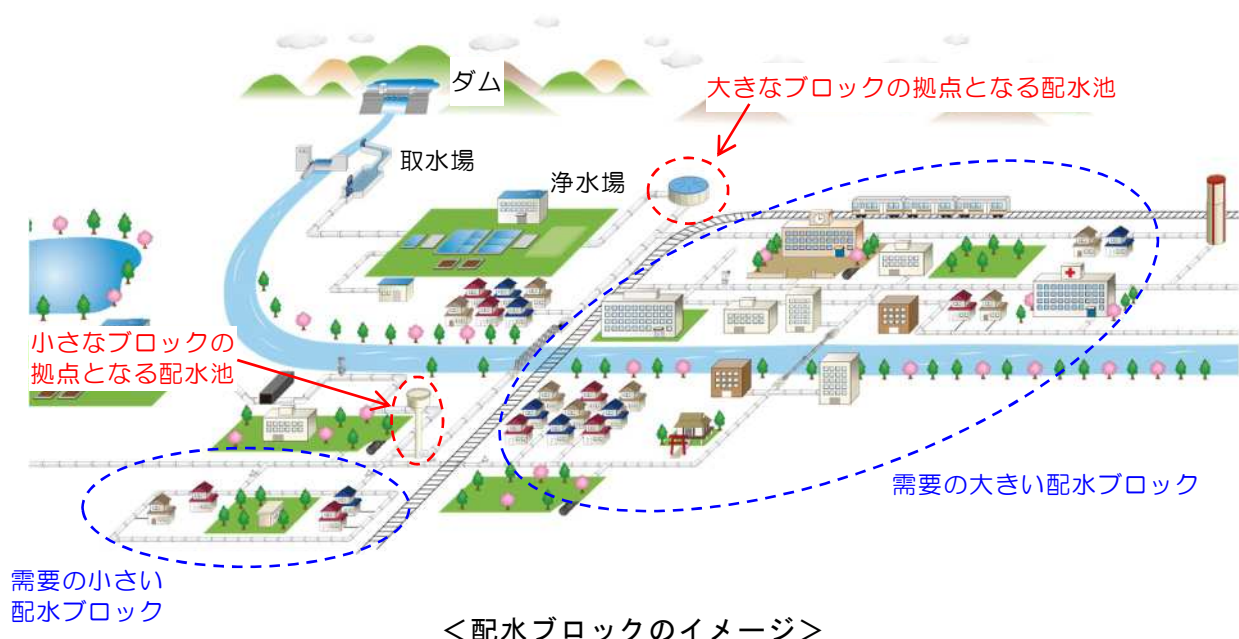 ダム
大きなブロックの拠点となる配水池
取水場
浄水場
小さなブロックの
拠点となる配水池
需要の大きい配水ブロック
需要の小さい
配水ブロック
＜配水ブロックのイメージ＞